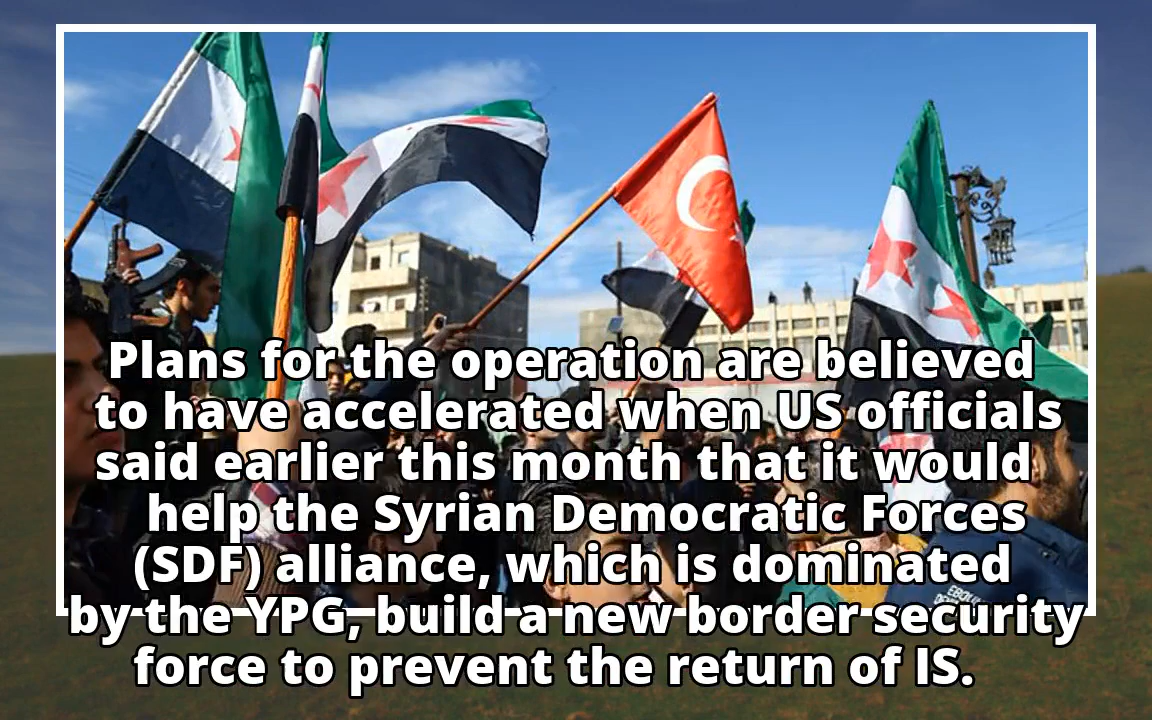 Plans for the operation are believed
to have accelerated when US officials
said earlier this month that it would
help the Syrian Democratic Forces
(SDF) alliance, which is dominated
by the YPG, build a new border security
force to prevent the return of IS.